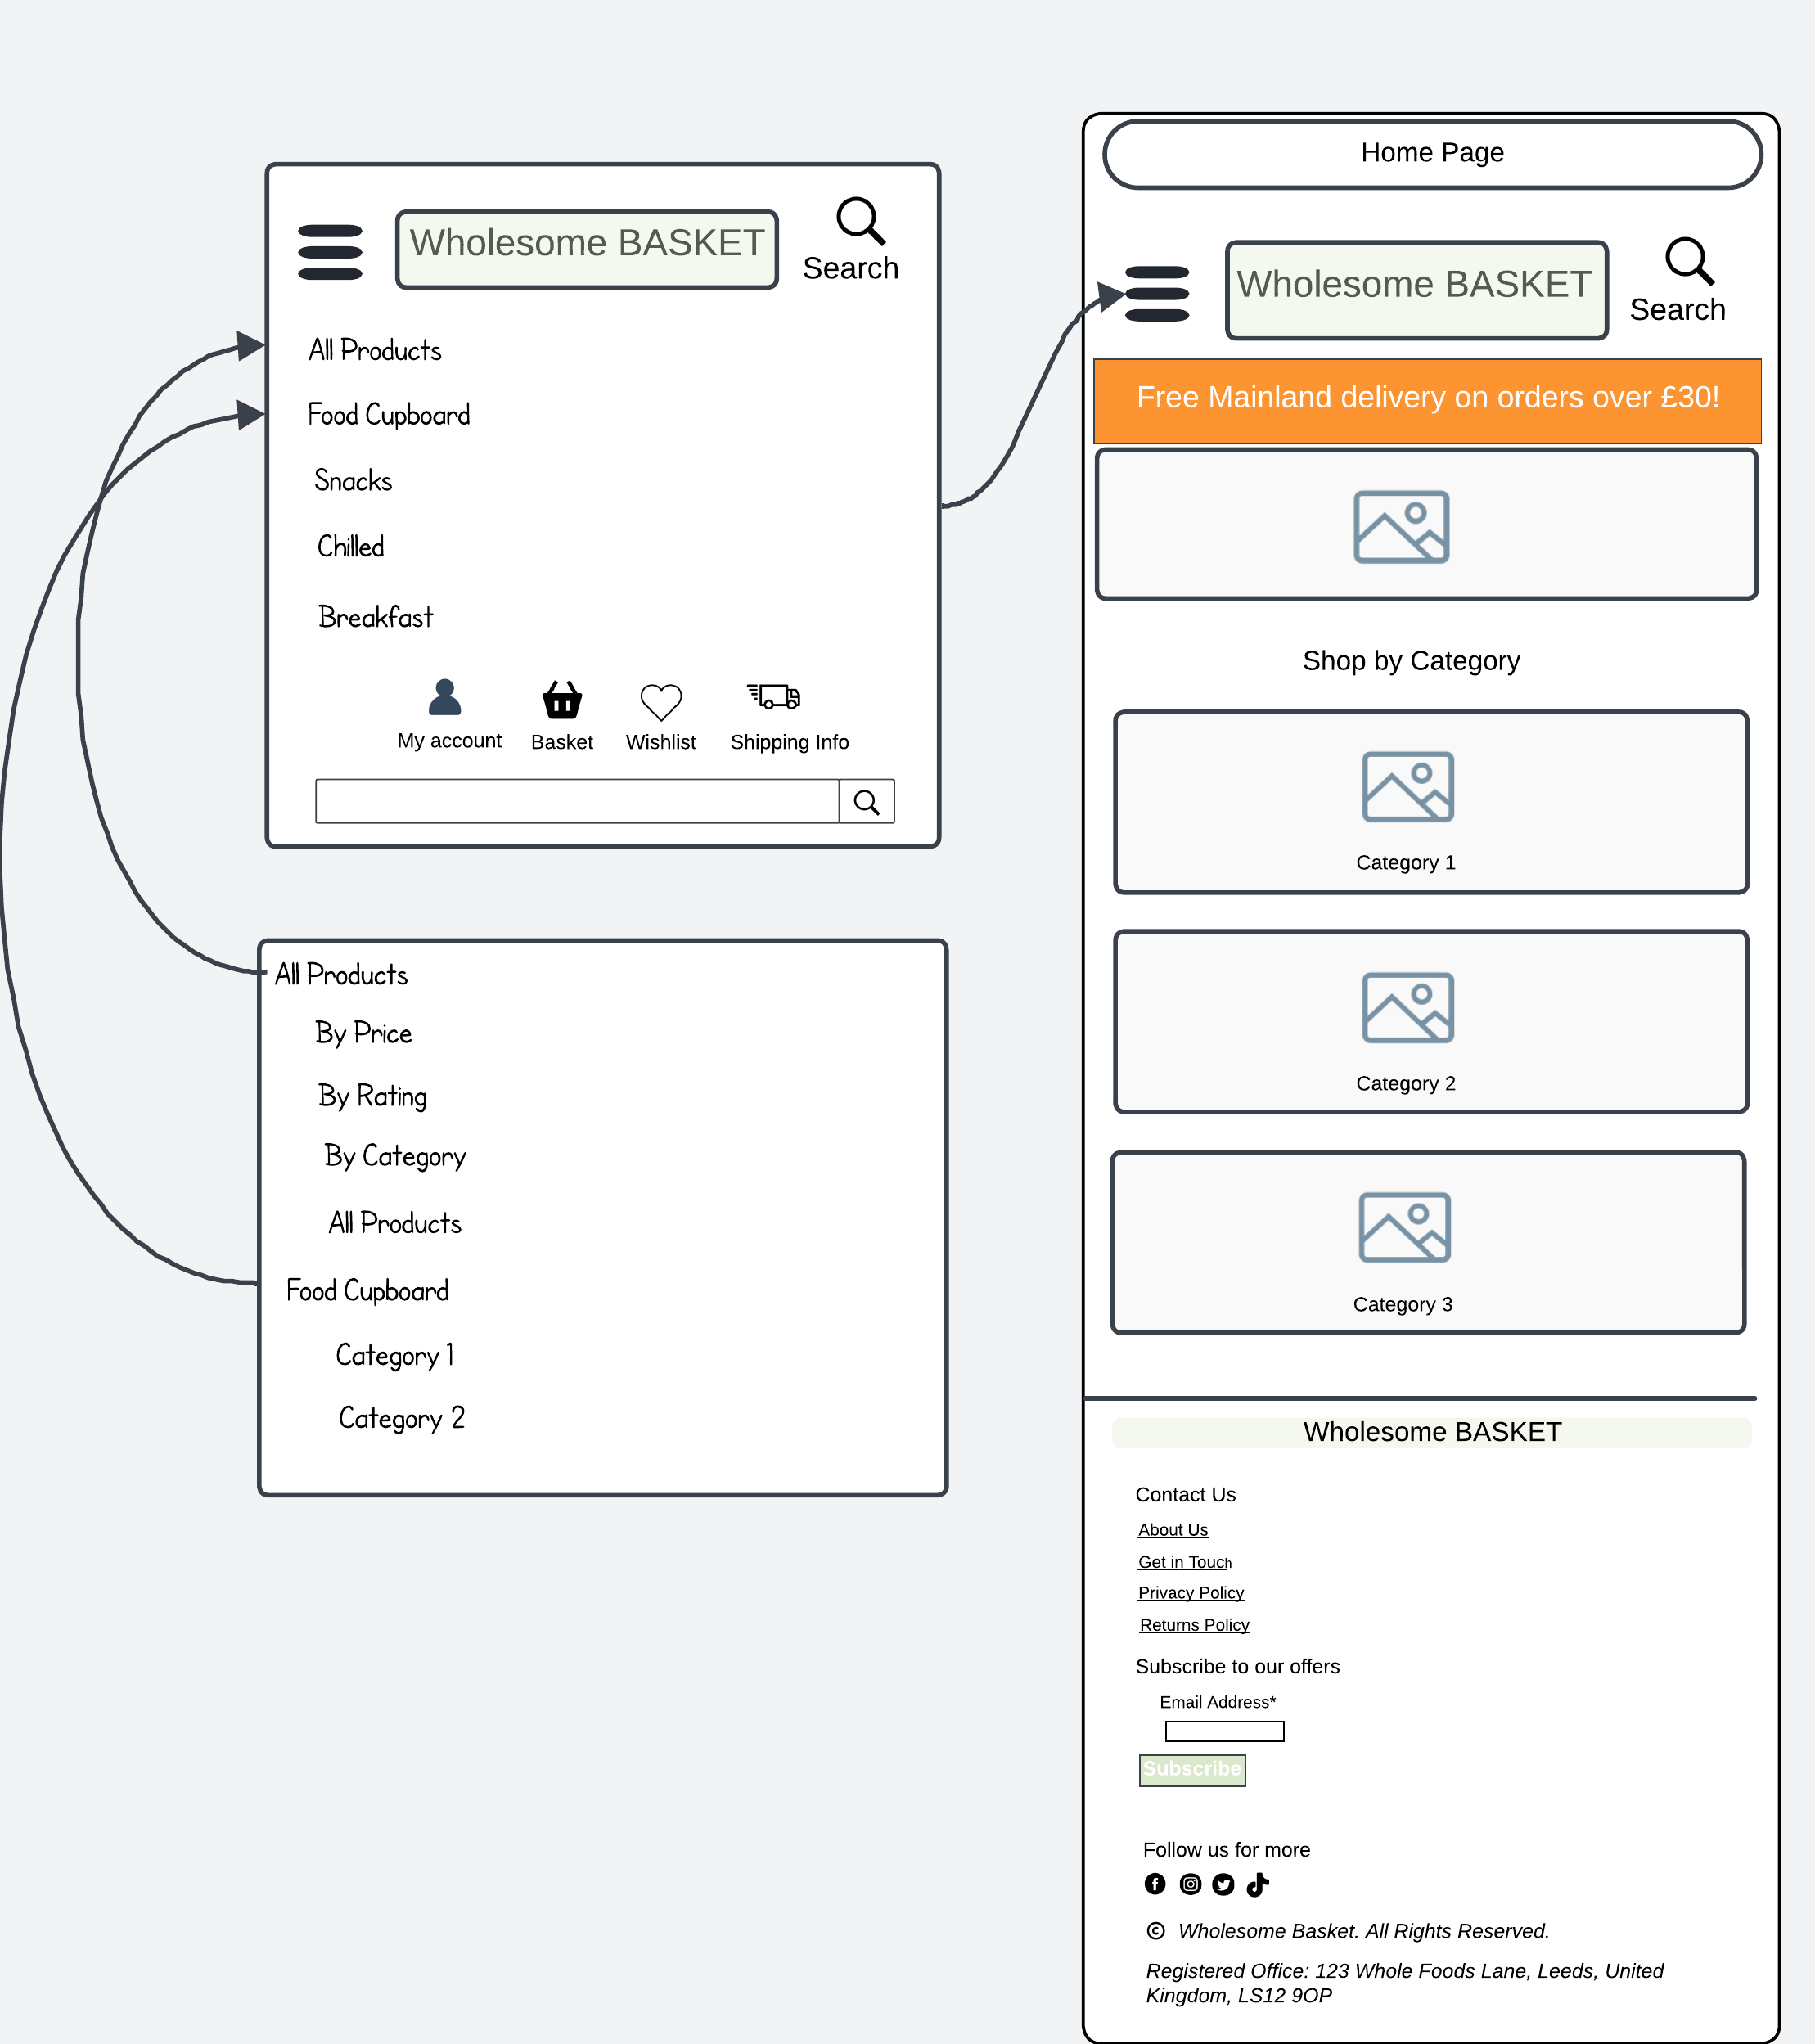 Wholesome BASKET
Search
All Products
Food Cupboard
Snacks
Chilled
Breakfast
My account Basket Wishlist Shipping Info
All Products
By Price
By Rating
By Category
All Products
Food Cupboard
Category 1
Category 2
Home Page
Wholesome BASKET
Search
Free Mainland delivery on orders over £30!
Shop by Category
Category 1
Category 2
Category 3
Wholesome BASKET
Contact Us
About Us
Get in Touch
Privacy Policy
Returns Policy
Subscribe to our offers
Email Address*
Subscribe
Follow us for more
© Wholesome Basket. All Rights Reserved.
Registered Office: 123 Whole Foods Lane, Leeds, United
Kingdom, LS12 9OP